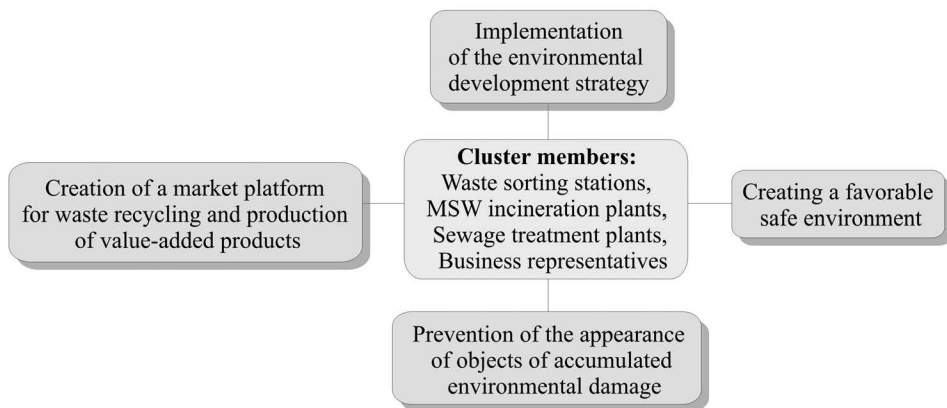 Implementation
of the environmental
development strategy
Creation of a market platform
for waste recycling and production
of value-added products
Cluster members:
Waste sorting stations,
MSW incineration plants,
Sewage treatment plants,
Business representatives
Creating a favorable
safe environment
Prevention of the appearance
of objects of accumulated
environmental damage